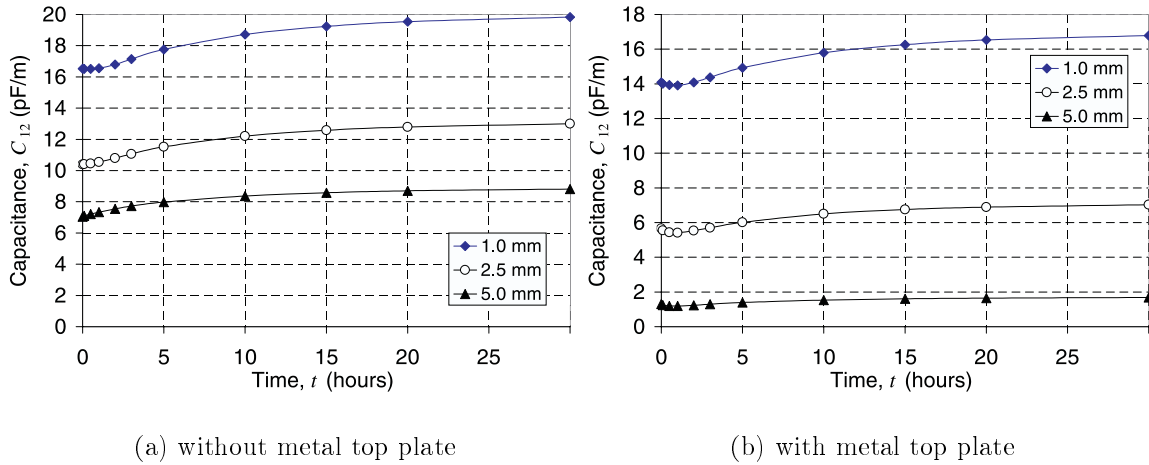 20
18
16
14
12
10
8
6
4
2
0
Capacitance, C₁₂ (pF/m)
0 5 10 15 20 25
Time, t (hours)
1.0 mm
2.5 mm
5.0 mm
(a) without metal top plate
18
16
14
12
10
8
6
4
2
0
Capacitance, C₁₂ (pF/m)
0 5 10 15 20 25
Time, t (hours)
1.0 mm
2.5 mm
5.0 mm
(b) with metal top plate